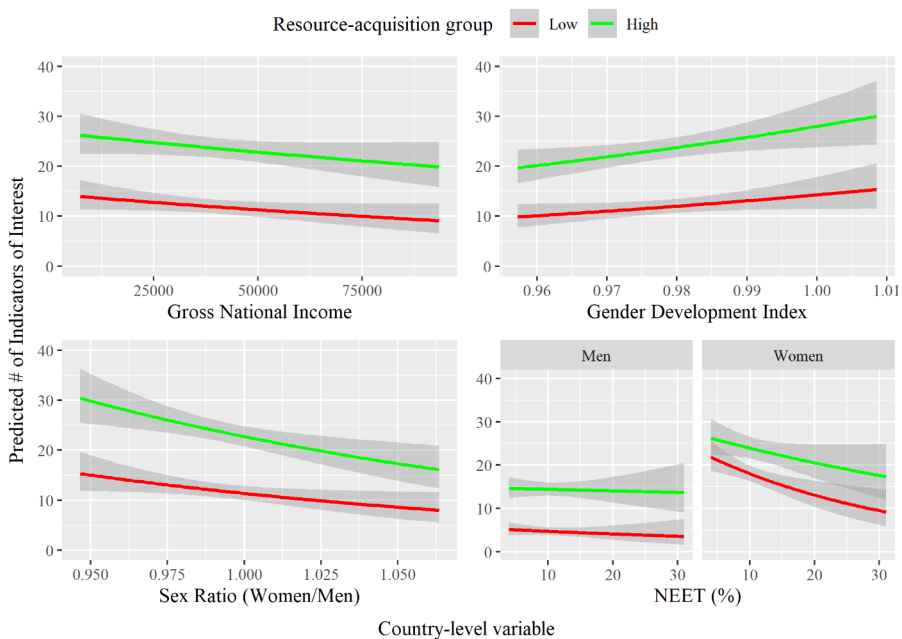 Resource-acquisition group Low High
Predicted # of Indicators of Interest
40
30
20
10
0
25000 50000 75000
Gross National Income
40
30
20
10
0
0.96 0.97 0.98 0.99 1.00 1.01
Gender Development Index
40
30
20
10
0
0.950 0.975 1.000 1.025 1.050
Sex Ratio (Women/Men)
Men Women
40
30
20
10
0
10 20 30 10 20 30
NEET (%)
Country-level variable